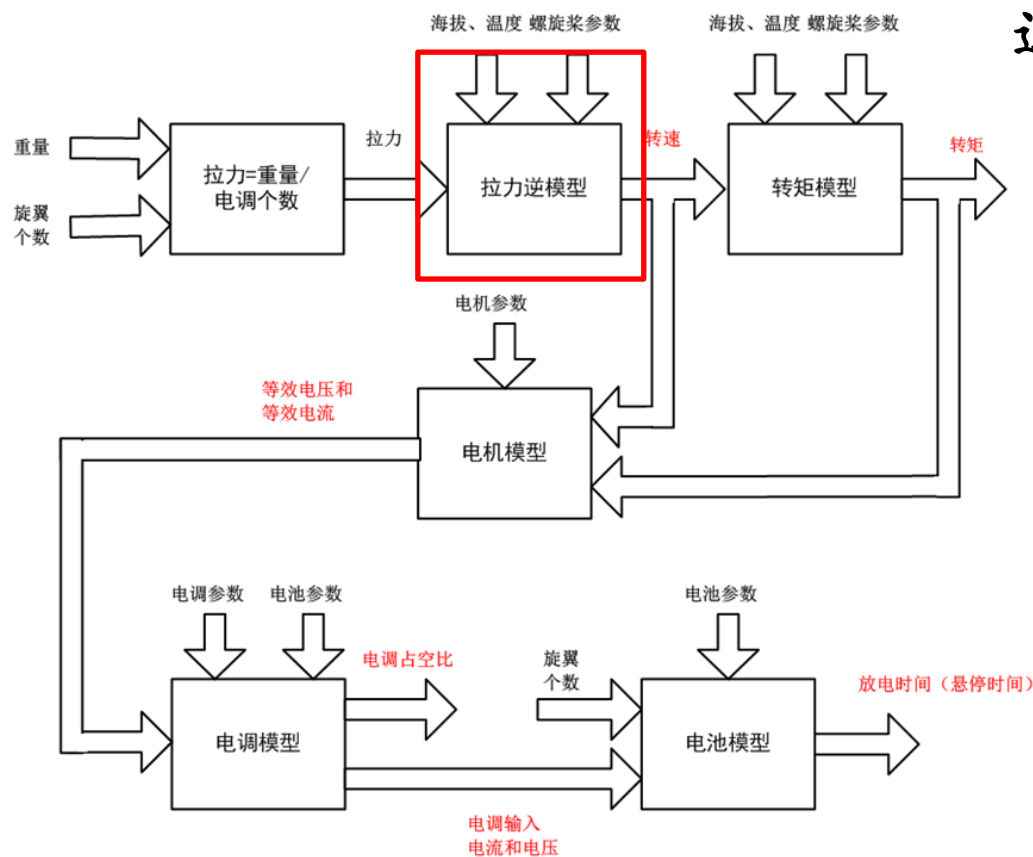 海拔、温度 螺旋桨参数
海拔、温度 螺旋桨参数
重量
旋翼
个数
拉力=重量/
电调个数
拉力
拉力逆模型
转速
转矩模型
转矩
电机参数
等效电压和
等效电流
电机模型
电调参数
电池参数
电调模型
电调占空比
旋翼
个数
电池参数
电池模型
放电时间（悬停时间）
电调输入
电流和电压